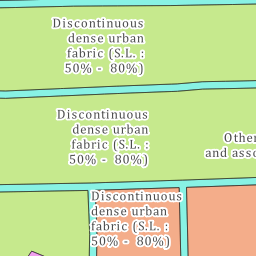 Discontinuous
dense urban
fabric (S.L. :
50% - 80%)
Discontinuous
dense urban
fabric (S.L. :
50% - 80%)
Other
and asso
Discontinuous
dense urban
fabric (S.L. :
50% - 80%)